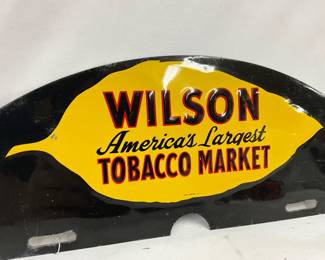 WILSON
America's Largest
TOBACCO MARKET